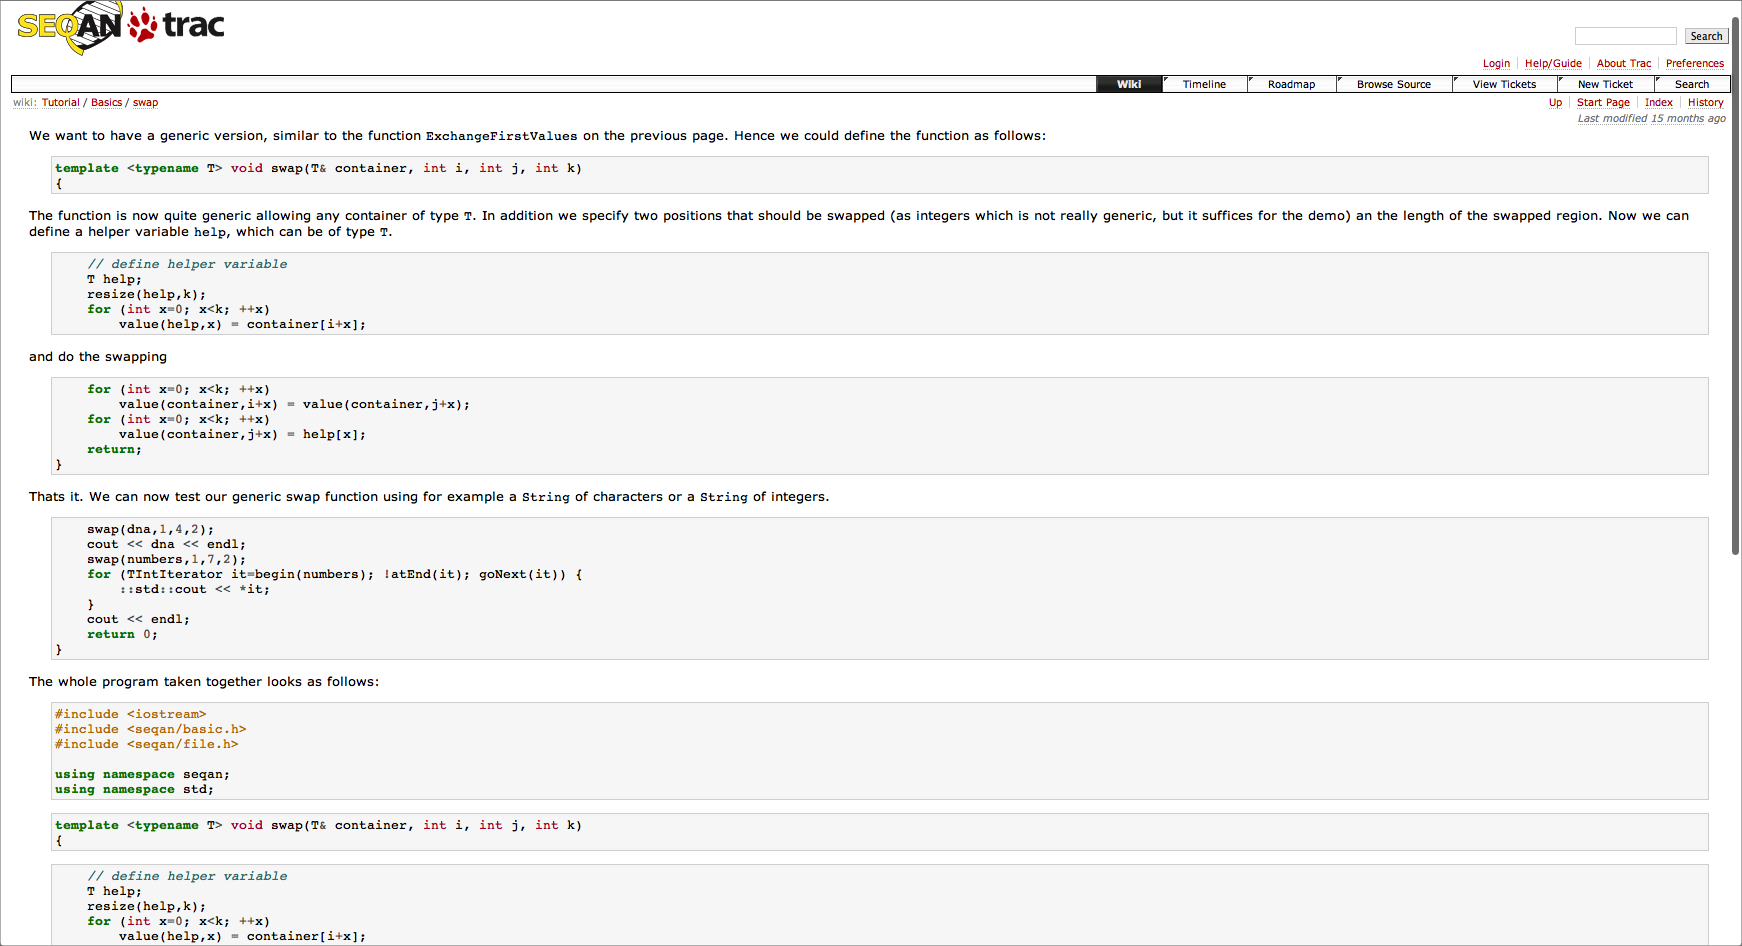 SEQAN trac
Search
Login Help/Guide About Trac Preferences
Wiki Timeline Roadmap Browse Source View Tickets New Ticket Search
wiki: Tutorial / Basics / swap
Up Start Page Index History
Last modified 15 months ago
We want to have a generic version, similar to the function ExchangeFirstValues on the previous page. Hence we could define the function as follows:
template <typename T> void swap(T& container, int i, int j, int k)
{
The function is now quite generic allowing any container of type T. In addition we specify two positions that should be swapped (as integers which is not really generic, but it suffices for the demo) an the length of the swapped region. Now we can
define a helper variable help, which can be of type T.
// define helper variable
T help;
resize(help,k);
for (int x=0; x<k; ++x)
value(help,x) = container[i+x];
and do the swapping
for (int x=0; x<k; ++x)
value(container,i+x) = value(container,j+x);
for (int x=0; x<k; ++x)
value(container,j+x) = help[x];
return;
}
Thats it. We can now test our generic swap function using for example a String of characters or a String of integers.
swap(dna,1,4,2);
cout << dna << endl;
swap(numbers,1,7,2);
for (TIntIterator it=begin(numbers); !atEnd(it); goNext(it)) {
::std::cout << *it;
}
cout << endl;
return 0;
}
The whole program taken together looks as follows:
#include <iostream>
#include <seqan/basic.h>
#include <seqan/file.h>
using namespace seqan;
using namespace std;
template <typename T> void swap(T& container, int i, int j, int k)
{
// define helper variable
T help;
resize(help,k);
for (int x=0; x<k; ++x)
value(help,x) = container[i+x];